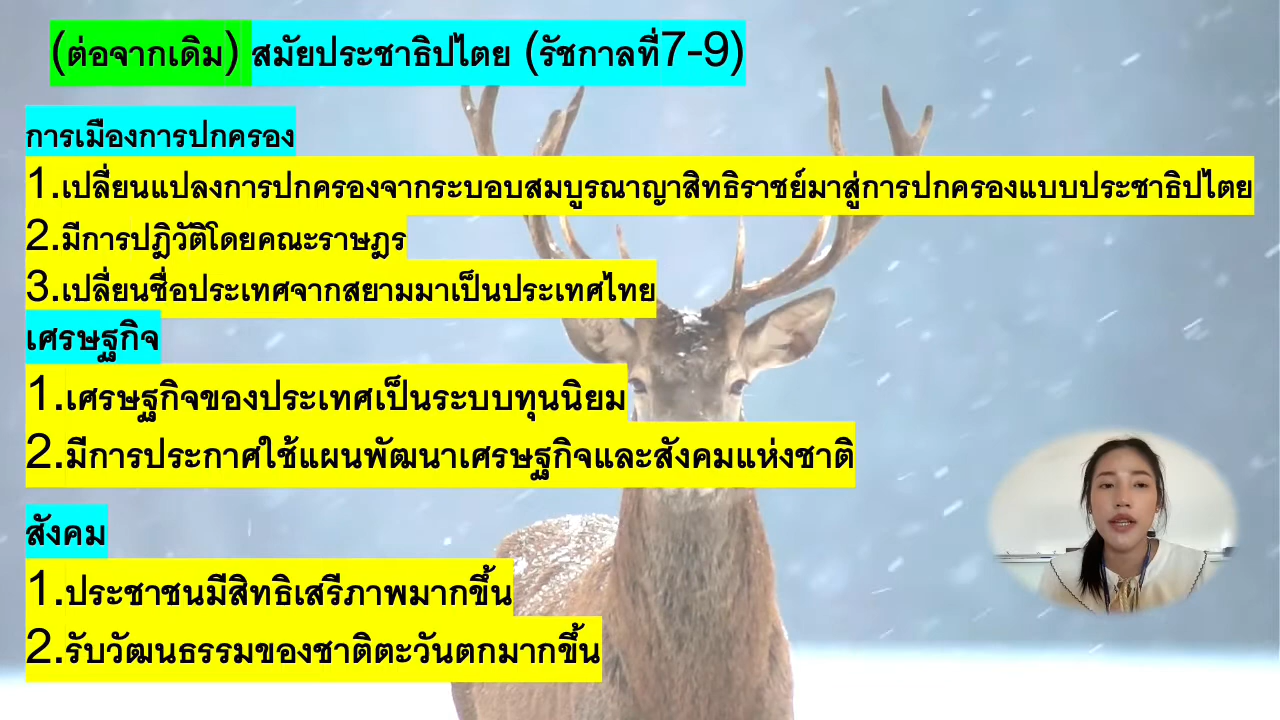 (ต่อจากเดิม) สมัยประชาธิปไตย (รัชกาลที่7-9)
การเมืองการปกครอง
1.เปลี่ยนแปลงการปกครองจากระบอบสมบูรณาญาสิทธิราชย์มาสู่การปกครองแบบประชาธิปไตย
2.มีการปฎิวัติโดยคณะราษฎร
3.เปลี่ยนชื่อประเทศจากสยามมาเป็นประเทศไทย
เศรษฐกิจ
1.เศรษฐกิจของประเทศเป็นระบบทุนนิยม
2.มีการประกาศใช้แผนพัฒนาเศรษฐกิจและสังคมแห่งชาติ
สังคม
1.ประชาชนมีสิทธิเสรีภาพมากขึ้น
2.รับวัฒนธรรมของชาติตะวันตกมากขึ้น